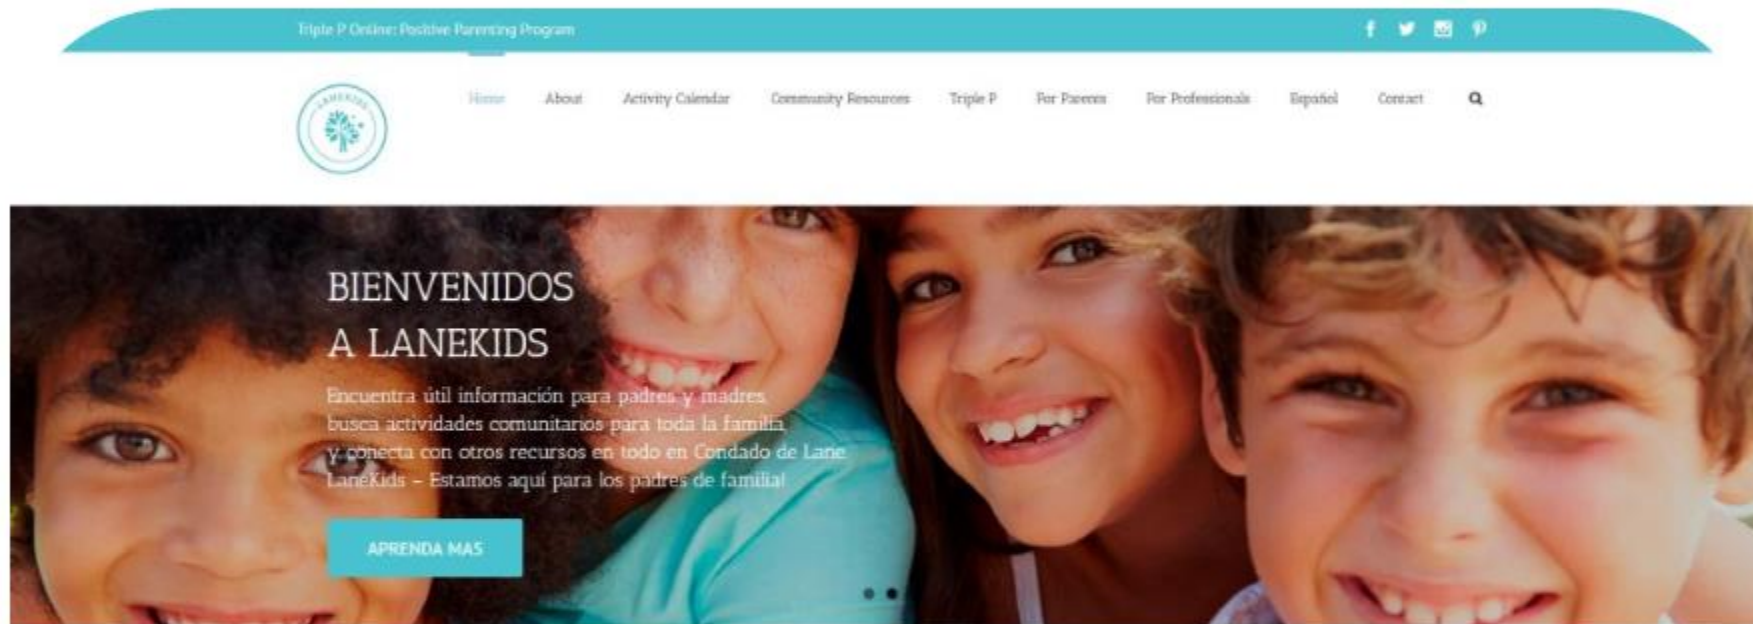 Triple P Online: Positive Parenting Program
LANEKIDS
Home About Activity Calendar Community Resources Triple P For Parents For Professionals Español Contact
BIENVENIDOS
A LANEKIDS
Encuentra útil información para padres y madres,
busca actividades comunitarios para toda la familia,
y conecta con otros recursos en todo en Condado de Lane.
LaneKids – Estamos aquí para los padres de familia!
APRENDA MAS